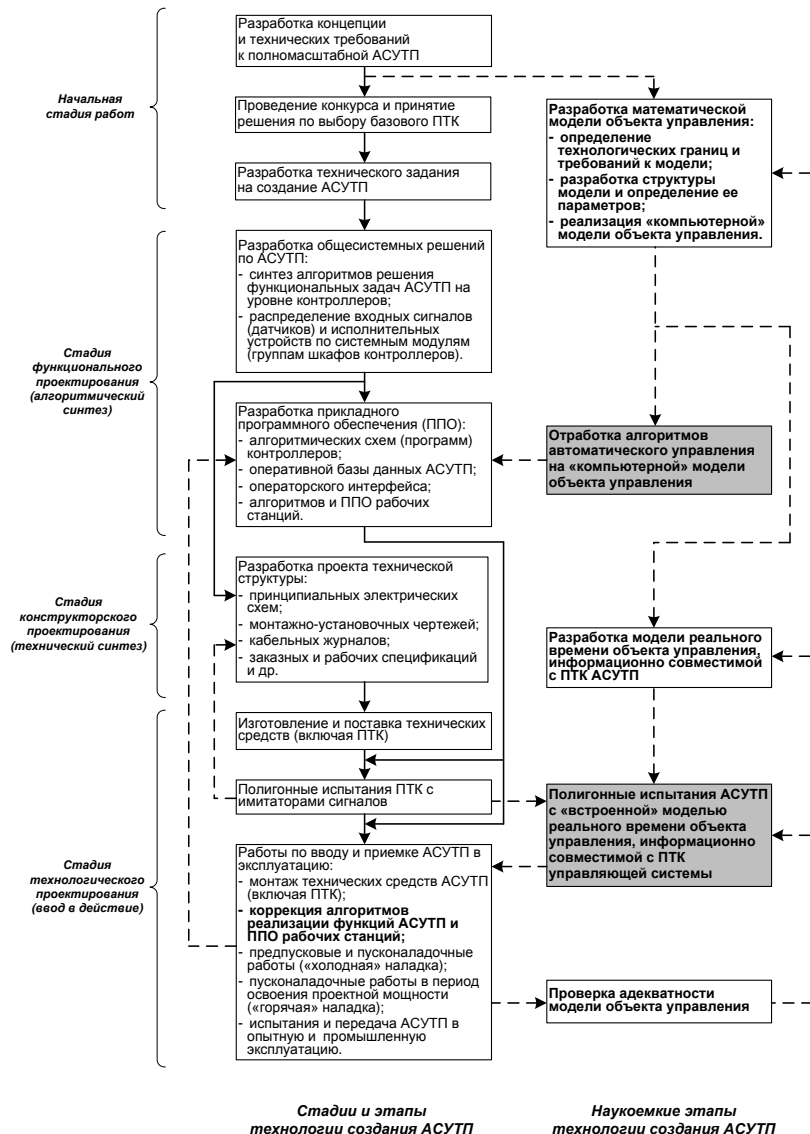 Разработка концепции
и технических требований
к полномасштабной АСУТП
Начальная
стадия работ
Проведение конкурса и принятие
решения по выбору базового ПТК
Разработка технического задания
на создание АСУТП
Разработка математической
модели объекта управления:
- определение
технологических границ и
требований к модели;
- разработка структуры
модели и определение ее
параметров;
- реализация «компьютерной»
модели объекта управления.
Стадия
функционального
проектирования
(алгоритмический
синтез)
Разработка общесистемных решений
по АСУТП:
- синтез алгоритмов решения
функциональных задач АСУТП на
уровне контроллеров;
- распределение входных сигналов
(датчиков) и исполнительных
устройств по системным модулям
(группам шкафов контроллеров).
Разработка прикладного
программного обеспечения (ППО):
- алгоритмических схем (программ)
контроллеров;
- оперативной базы данных АСУТП;
- операторского интерфейса;
- алгоритмов и ППО рабочих
станций.
Отработка алгоритмов
автоматического управления
на «компьютерной» модели
объекта управления
Стадия
конструкторского
проектирования
(технический синтез)
Разработка проекта технической
структуры:
- принципиальных электрических
схем;
- монтажно-установочных чертежей;
- кабельных журналов;
- заказных и рабочих спецификаций
и др.
Разработка модели реального
времени объекта управления,
информационно совместимой
с ПТК АСУТП
Стадия
технологического
проектирования
(ввод в действие)
Изготовление и поставка технических
средств (включая ПТК)
Полигонные испытания ПТК с
имитаторами сигналов
Полигонные испытания АСУТП
с «встроенной» моделью
реального времени объекта
управления, информационно
совместимой с ПТК
управляющей системы
Работы по вводу и приемке АСУТП в
эксплуатацию:
- монтаж технических средств АСУТП
(включая ПТК);
- коррекция алгоритмов
реализации функций АСУТП и
ППО рабочих станций;
- предпусковые и пусконаладочные
работы («холодная» наладка);
- пусконаладочные работы в период
освоения проектной мощности
(«горячая» наладка);
- испытания и передача АСУТП в
опытную и промышленную
эксплуатацию.
Проверка адекватности
модели объекта управления
Стадии и этапы
технологии создания АСУТП
Наукоемкие этапы
технологии создания АСУТП